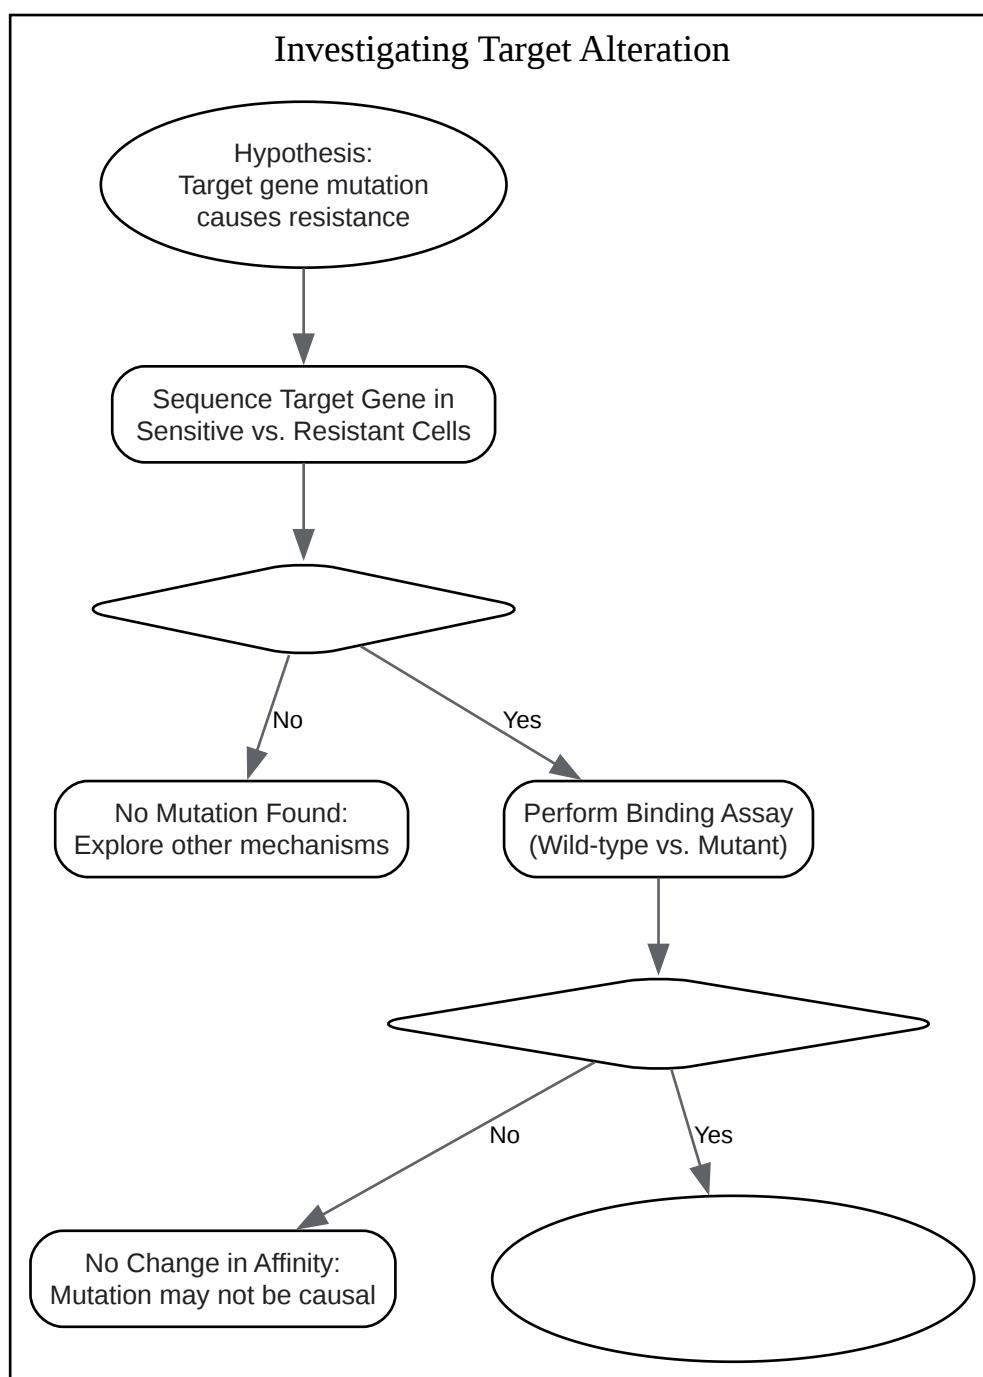 Investigating Target Alteration
Hypothesis:
Target gene mutation
causes resistance
Sequence Target Gene in
Sensitive vs. Resistant Cells
No
Yes
No Mutation Found:
Explore other mechanisms
Perform Binding Assay
(Wild-type vs. Mutant)
No
Yes
No Change in Affinity:
Mutation may not be causal